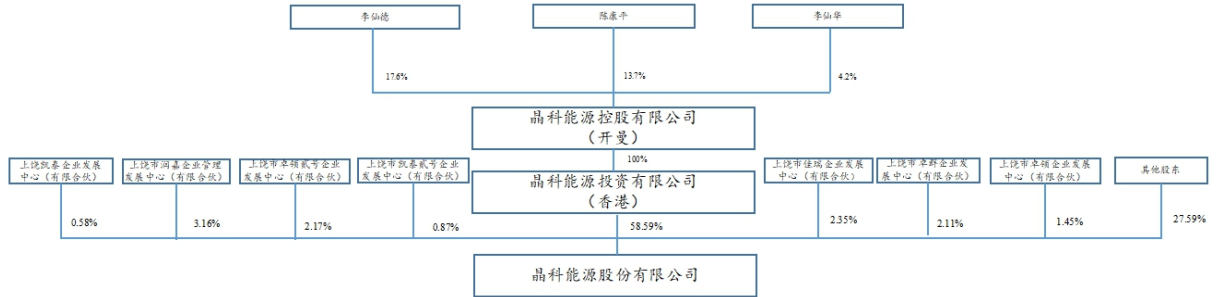 李仙德
陈康平
李仙华
17.6%
13.7%
4.2%
晶科能源控股有限公司
（开曼）
100%
上饶凯泰企业发展
中心（有限合伙）
上饶市润嘉企业管理
发展中心（有限合伙）
上饶市卓领贰号企业
发展中心（有限合伙）
上饶市凯泰贰号企业
发展中心（有限合伙）
晶科能源投资有限公司
（香港）
上饶市佳瑞企业发展
中心（有限合伙）
上饶市卓群企业发
展中心（有限合伙）
上饶市卓领企业发
展中心（有限合伙）
其他股东
0.58%
3.16%
2.17%
0.87%
58.59%
2.35%
2.11%
1.45%
27.59%
晶科能源股份有限公司